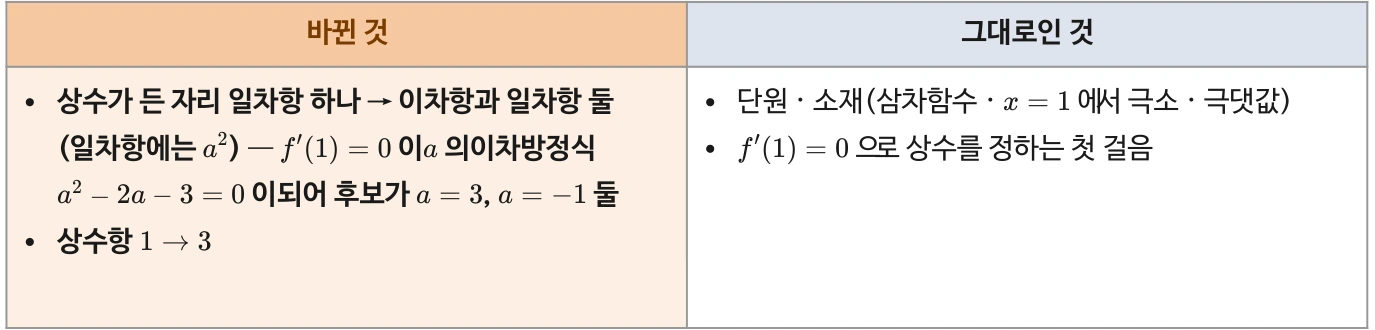 바뀐 것
그대로인 것
• 상수가 든 자리 일차항 하나 → 이차항과 일차항 둘
(일차항에는 a²) — f′(1) = 0 이a 의이차방정식
a² − 2a − 3 = 0 이되어 후보가 a = 3, a = −1 둘
• 상수항 1 → 3
• 단원 · 소재(삼차함수 · x = 1 에서 극소 · 극댓값)
• f′(1) = 0 으로 상수를 정하는 첫 걸음